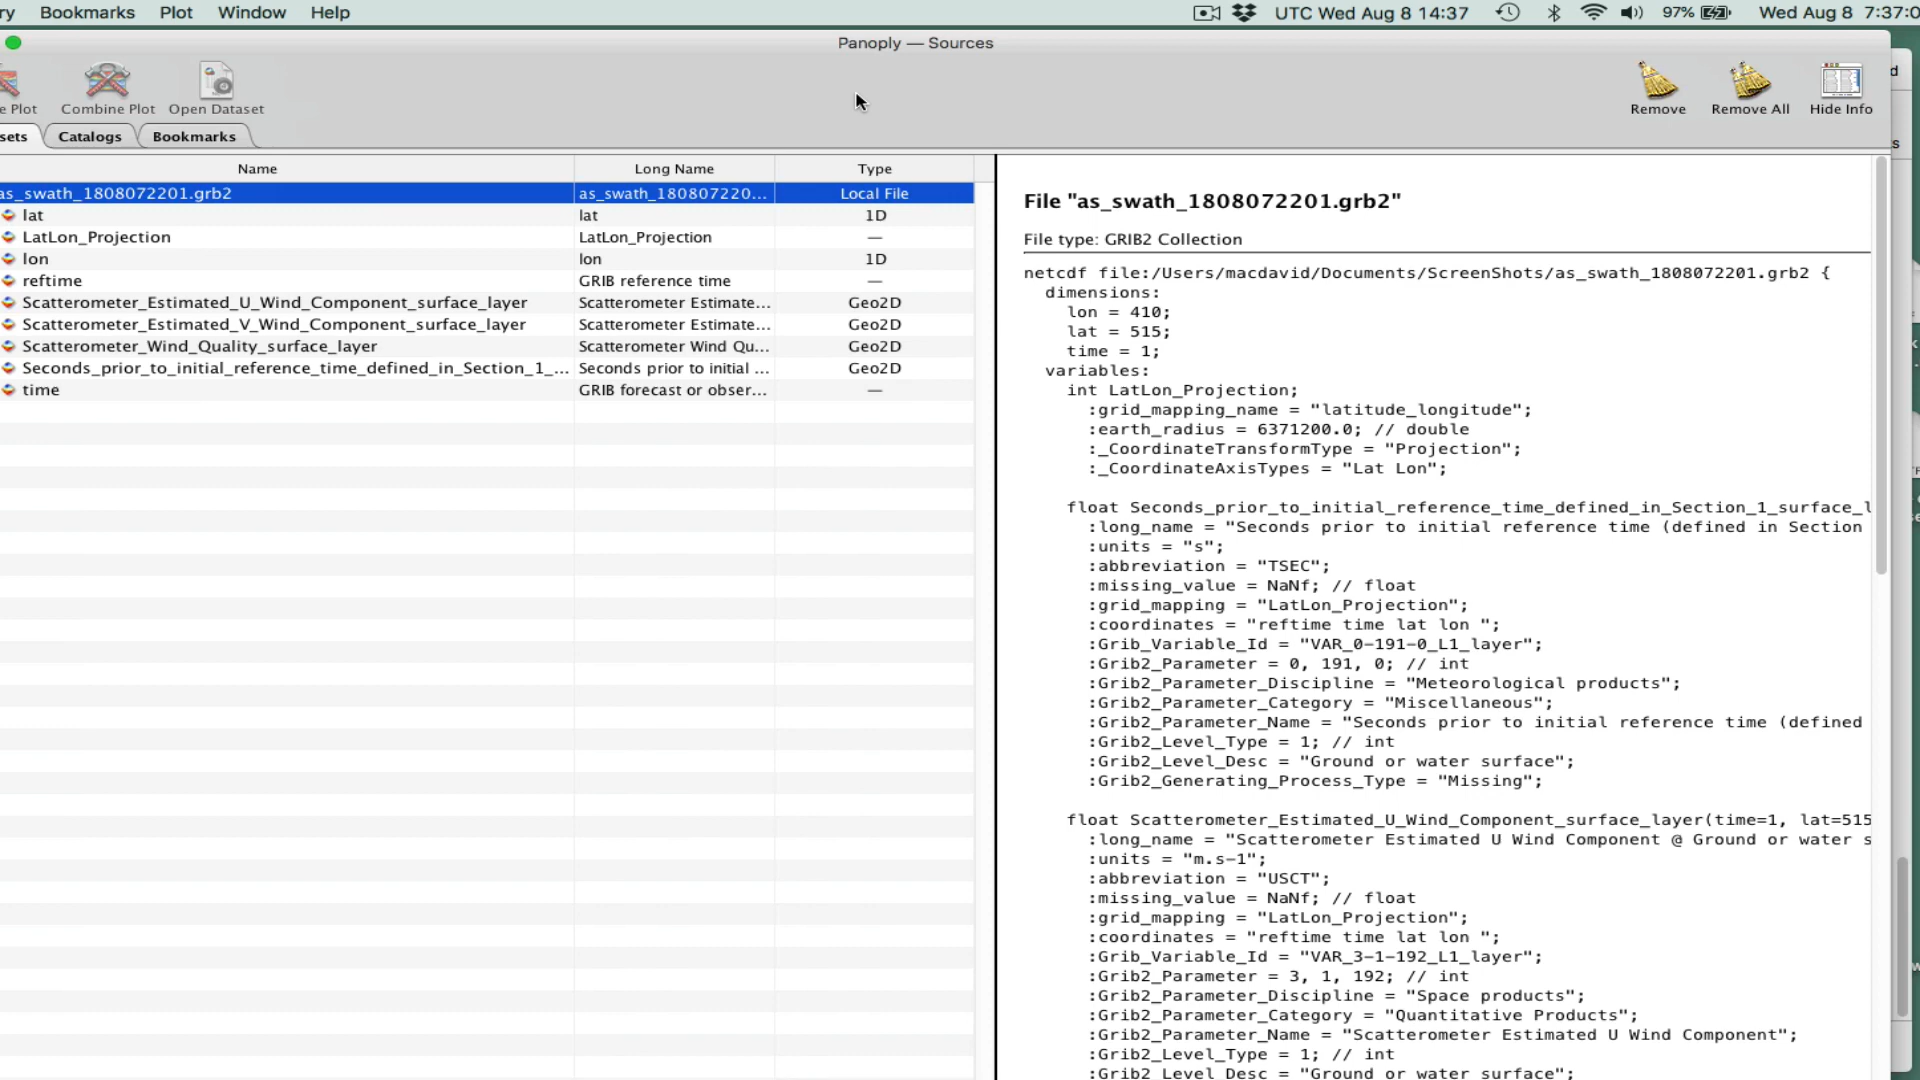 ry Bookmarks Plot Window Help UTC Wed Aug 8 14:37 97% Wed Aug 8 7:37:0
Panoply — Sources
e Plot Combine Plot Open Dataset Remove Remove All Hide Info
sets Catalogs Bookmarks
Name Long Name Type
as_swath_1808072201.grb2 as_swath_180807220... Local File
lat lat 1D
LatLon_Projection LatLon_Projection —
lon lon 1D
reftime GRIB reference time —
Scatterometer_Estimated_U_Wind_Component_surface_layer Scatterometer Estimate... Geo2D
Scatterometer_Estimated_V_Wind_Component_surface_layer Scatterometer Estimate... Geo2D
Scatterometer_Wind_Quality_surface_layer Scatterometer Wind Qu... Geo2D
Seconds_prior_to_initial_reference_time_defined_in_Section_1_... Seconds prior to initial ... Geo2D
time GRIB forecast or obser... —
File "as_swath_1808072201.grb2"
File type: GRIB2 Collection
netcdf file:/Users/macdavid/Documents/ScreenShots/as_swath_1808072201.grb2 {
dimensions:
lon = 410;
lat = 515;
time = 1;
variables:
int LatLon_Projection;
:grid_mapping_name = "latitude_longitude";
:earth_radius = 6371200.0; // double
:_CoordinateTransformType = "Projection";
:_CoordinateAxisTypes = "Lat Lon";
float Seconds_prior_to_initial_reference_time_defined_in_Section_1_surface_l
:long_name = "Seconds prior to initial reference time (defined in Section
:units = "s";
:abbreviation = "TSEC";
:missing_value = NaNf; // float
:grid_mapping = "LatLon_Projection";
:coordinates = "reftime time lat lon ";
:Grib_Variable_Id = "VAR_0-191-0_L1_layer";
:Grib2_Parameter = 0, 191, 0; // int
:Grib2_Parameter_Discipline = "Meteorological products";
:Grib2_Parameter_Category = "Miscellaneous";
:Grib2_Parameter_Name = "Seconds prior to initial reference time (defined
:Grib2_Level_Type = 1; // int
:Grib2_Level_Desc = "Ground or water surface";
:Grib2_Generating_Process_Type = "Missing";
float Scatterometer_Estimated_U_Wind_Component_surface_layer(time=1, lat=515
:long_name = "Scatterometer Estimated U Wind Component @ Ground or water s
:units = "m.s-1";
:abbreviation = "USCT";
:missing_value = NaNf; // float
:grid_mapping = "LatLon_Projection";
:coordinates = "reftime time lat lon ";
:Grib_Variable_Id = "VAR_3-1-192_L1_layer";
:Grib2_Parameter = 3, 1, 192; // int
:Grib2_Parameter_Discipline = "Space products";
:Grib2_Parameter_Category = "Quantitative Products";
:Grib2_Parameter_Name = "Scatterometer Estimated U Wind Component";
:Grib2_Level_Type = 1; // int
:Grib2_Level_Desc = "Ground or water surface";